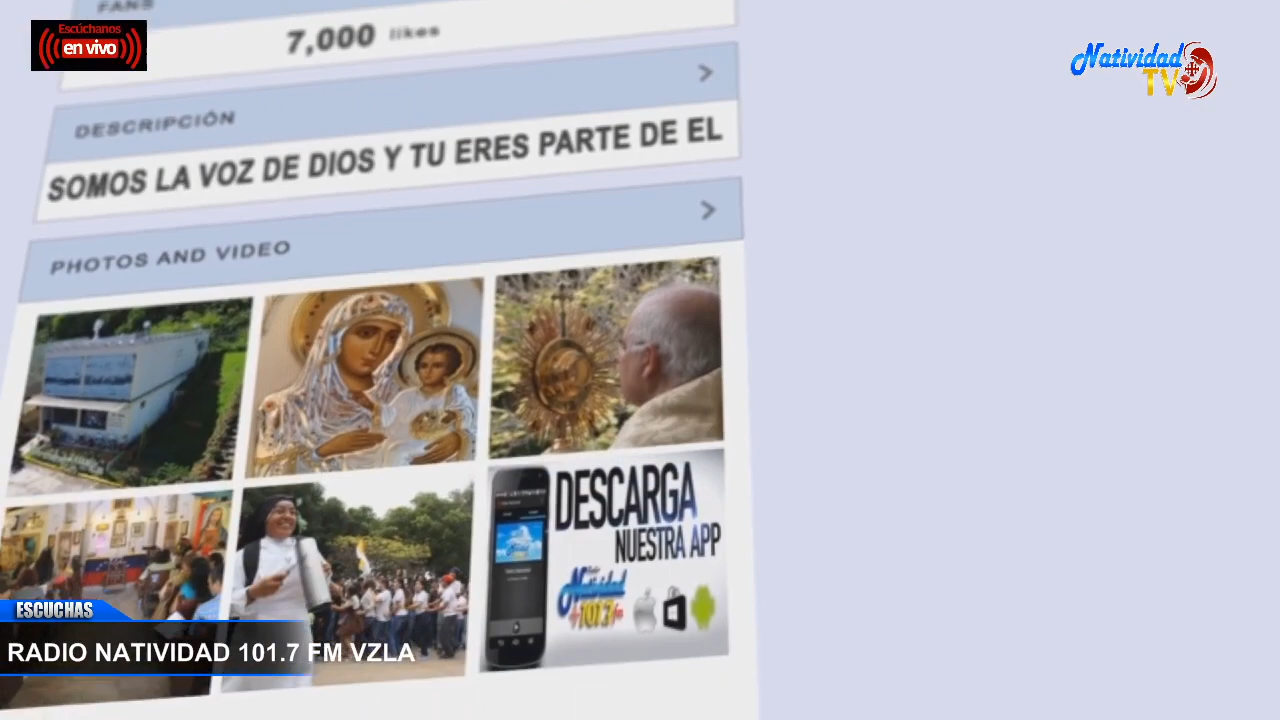 FANS
7,000 likes
Escúchanos
en vivo
Natividad
TV
DESCRIPCIÓN
SOMOS LA VOZ DE DIOS Y TU ERES PARTE DE EL
PHOTOS AND VIDEO
DESCARGA
NUESTRA APP
Natividad
101.7 fm
ESCUCHAS
RADIO NATIVIDAD 101.7 FM VZLA